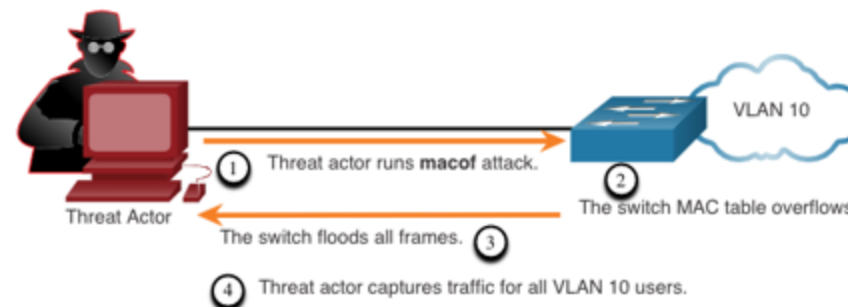 VLAN 10
1 Threat actor runs macof attack.
2
Threat Actor
The switch MAC table overflows
The switch floods all frames. 3
4 Threat actor captures traffic for all VLAN 10 users.